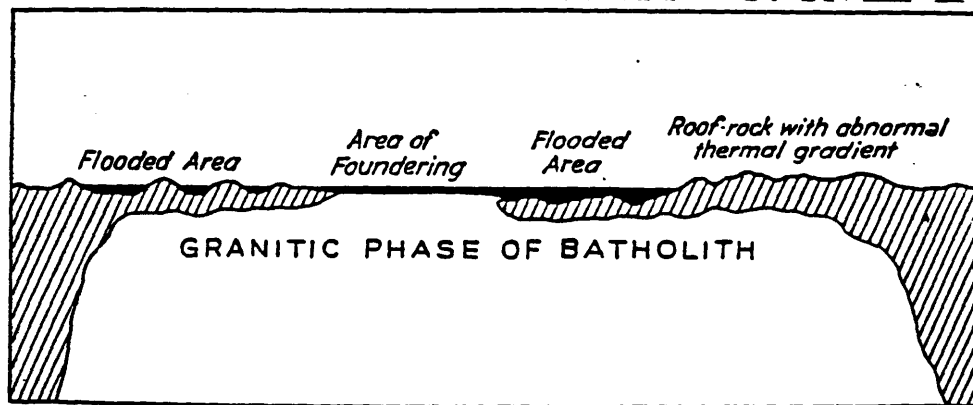 Flooded Area
Area of
Foundering
Flooded
Area
Roof-rock with abnormal
thermal gradient
GRANITIC PHASE OF BATHOLITH